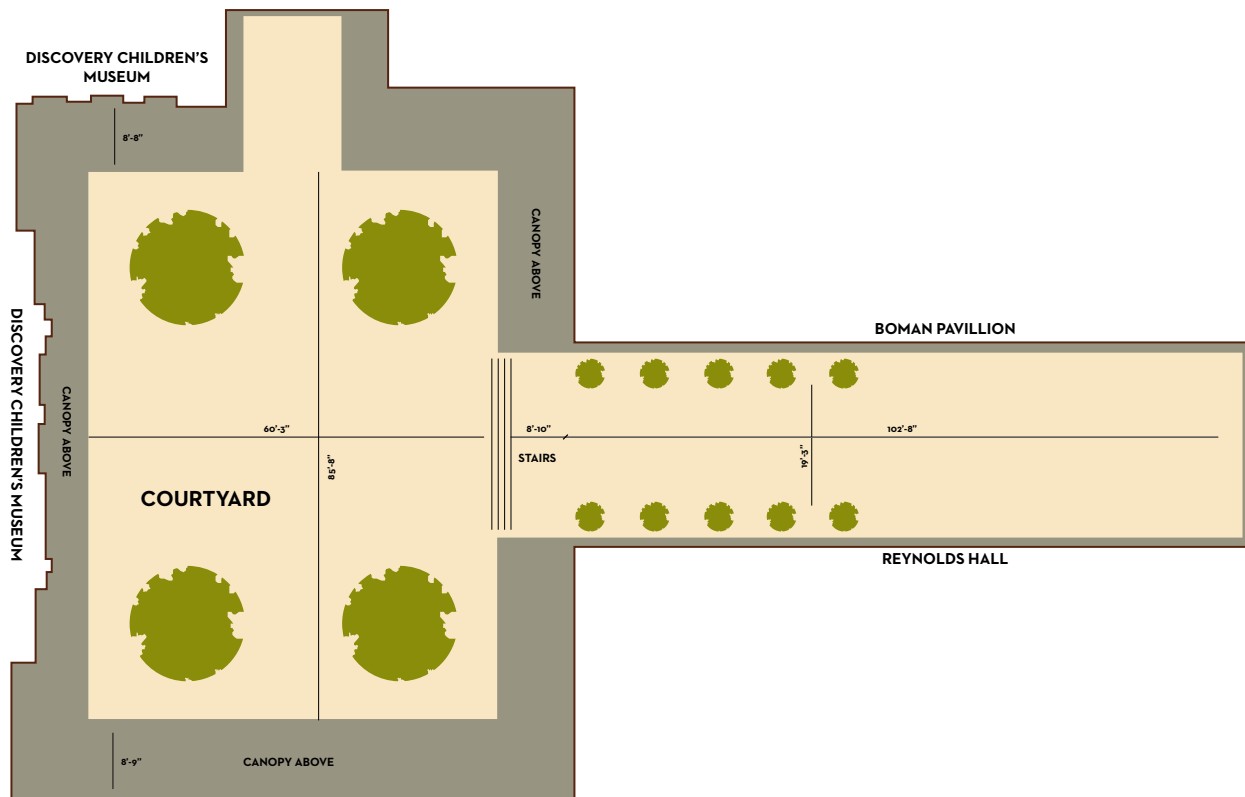 DISCOVERY CHILDREN'S
MUSEUM
8'-8"
CANOPY ABOVE
BOMAN PAVILLION
DISCOVERY CHILDREN'S MUSEUM
CANOPY ABOVE
60'-3"
8'-10"
102'-8"
85'-8"
19'-3"
STAIRS
COURTYARD
REYNOLDS HALL
8'-9"
CANOPY ABOVE